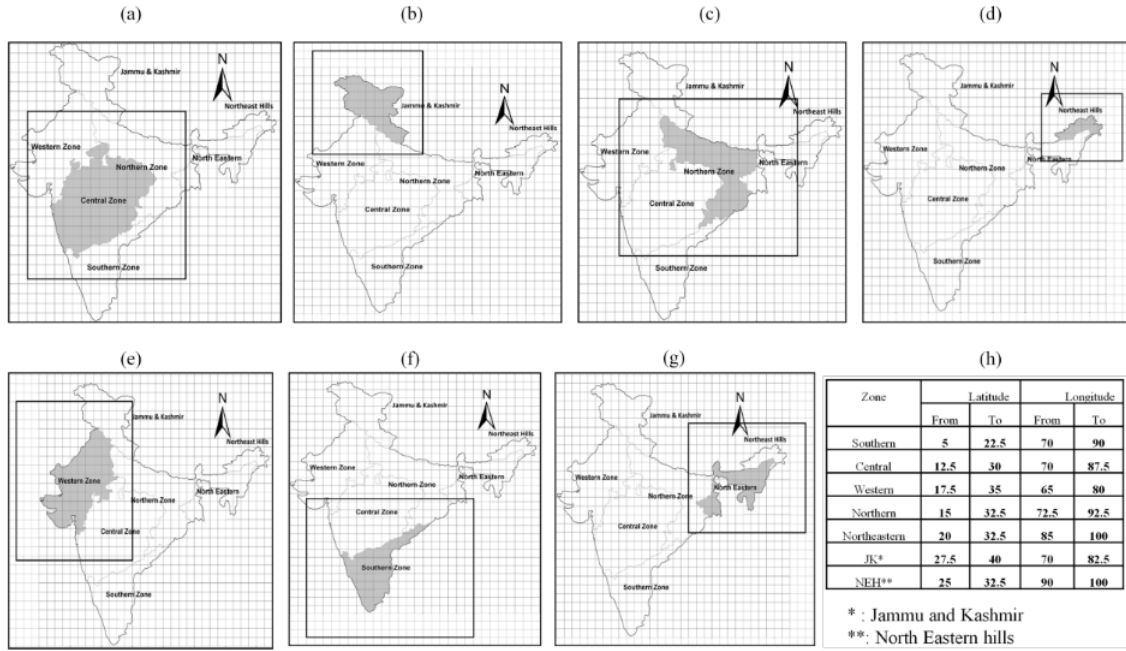 (a)
(b)
(c)
(d)
N
Jammu & Kashmir
Northeast Hills
Western Zone
Northern Zone
North Eastern
Central Zone
Southern Zone
N
Jammu & Kashmir
Northeast Hills
Western Zone
Northern Zone
North Eastern
Central Zone
Southern Zone
N
Jammu & Kashmir
Northeast Hills
Western Zone
Northern Zone
North Eastern
Central Zone
Southern Zone
N
Jammu & Kashmir
Northeast Hills
Western Zone
Northern Zone
North Eastern
Central Zone
Southern Zone
(e)
(f)
(g)
(h)
N
Jammu & Kashmir
Northeast Hills
Western Zone
Northern Zone
North Eastern
Central Zone
Southern Zone
N
Jammu & Kashmir
Northeast Hills
Western Zone
Northern Zone
North Eastern
Central Zone
Southern Zone
N
Jammu & Kashmir
Northeast Hills
Western Zone
Northern Zone
North Eastern
Central Zone
Southern Zone
Zone Latitude Longitude
From To From To
Southern 5 22.5 70 90
Central 12.5 30 70 87.5
Western 17.5 35 65 80
Northern 15 32.5 72.5 92.5
Northeastern 20 32.5 85 100
JK* 27.5 40 70 82.5
NEH** 25 32.5 90 100
* : Jammu and Kashmir
**: North Eastern hills